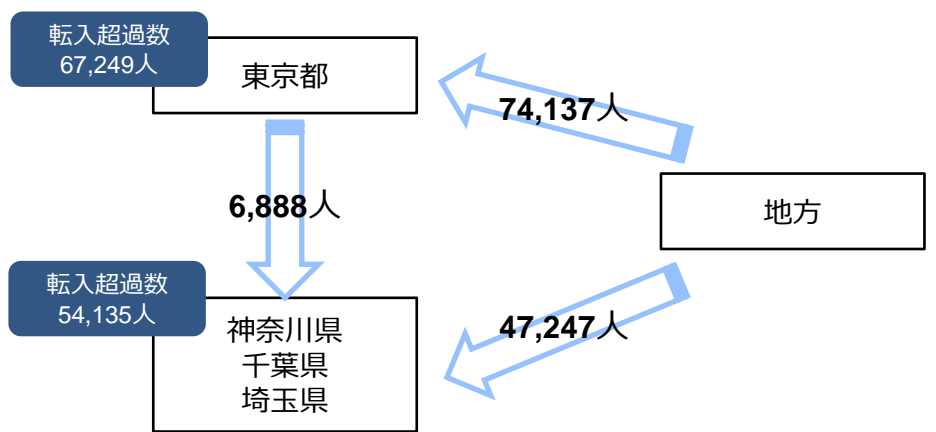 転入超過数
67,249人
東京都
74,137人
6,888人
地方
転入超過数
54,135人
神奈川県
千葉県
埼玉県
47,247人